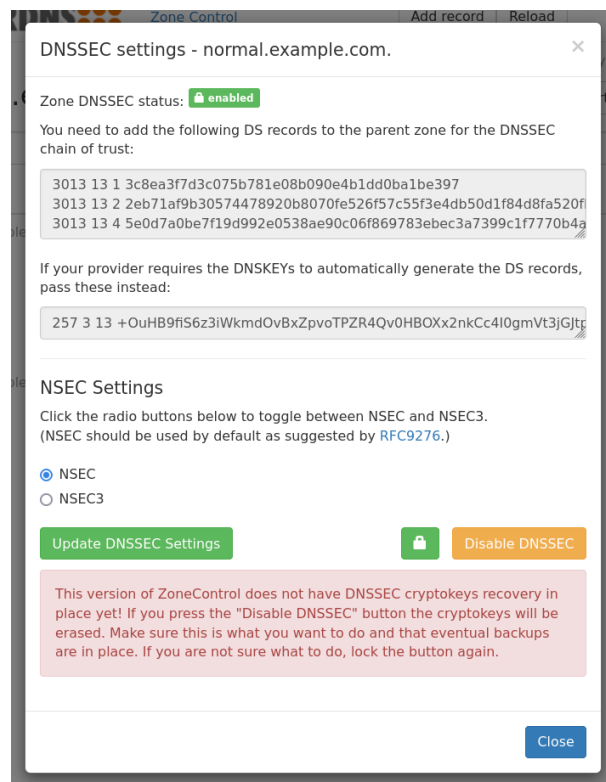 Zone Control
Add record Reload
DNSSEC settings - normal.example.com.
×
Zone DNSSEC status: enabled
You need to add the following DS records to the parent zone for the DNSSEC
chain of trust:
3013 13 1 3c8ea3f7d3c075b781e08b090e4b1dd0ba1be397
3013 13 2 2eb71af9b30574478920b8070fe526f57c55f3e4db50d1f84d8fa520f
3013 13 4 5e0d7a0be7f19d992e0538ae90c06f869783ebec3a7399c1f7770b4a
If your provider requires the DNSKEYs to automatically generate the DS records,
pass these instead:
257 3 13 +OuHB9fiS6z3iWkmdOvBxZpvoTPZR4Qv0HBOXx2nkCc4I0gmVt3jGJtp
NSEC Settings
Click the radio buttons below to toggle between NSEC and NSEC3.
(NSEC should be used by default as suggested by RFC9276.)
NSEC
NSEC3
Update DNSSEC Settings Disable DNSSEC
This version of ZoneControl does not have DNSSEC cryptokeys recovery in
place yet! If you press the "Disable DNSSEC" button the cryptokeys will be
erased. Make sure this is what you want to do and that eventual backups
are in place. If you are not sure what to do, lock the button again.
Close